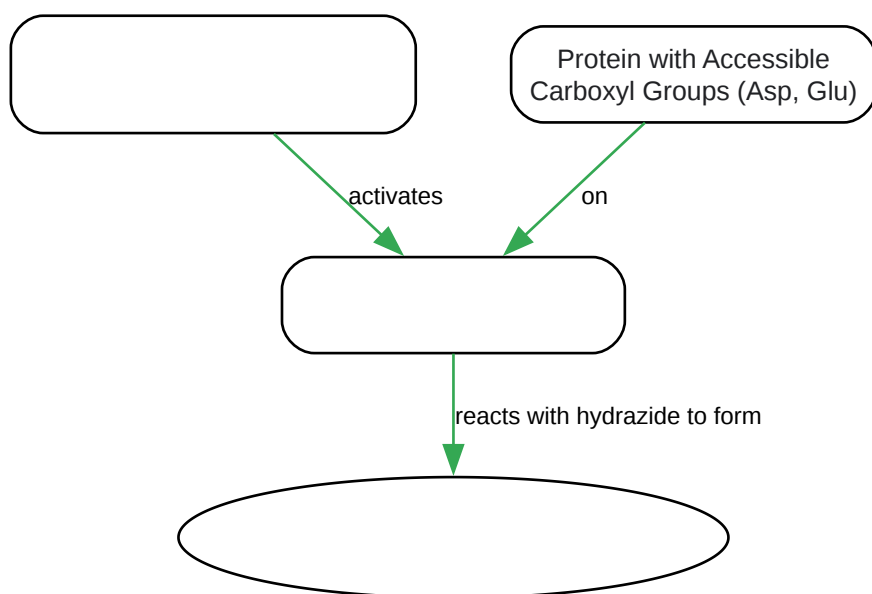 Protein with Accessible
Carboxyl Groups (Asp, Glu)
activates
on
reacts with hydrazide to form